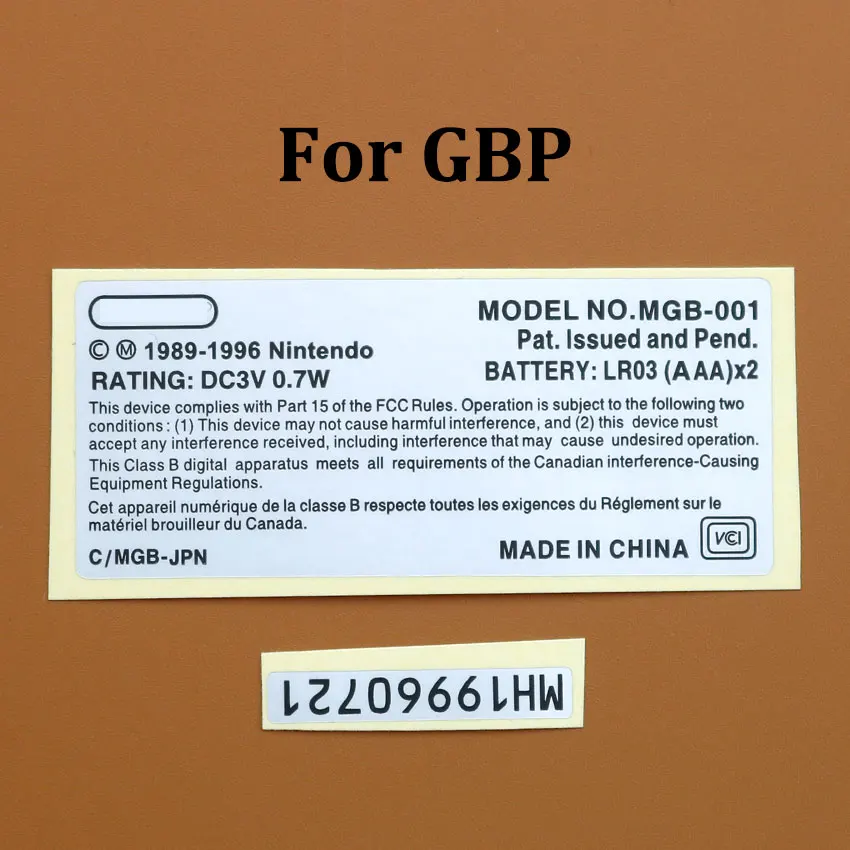 For GBP
MODEL NO.MGB-001
© Ⓜ 1989-1996 Nintendo
Pat. Issued and Pend.
RATING: DC3V 0.7W
BATTERY: LR03 (AAA)x2
This device complies with Part 15 of the FCC Rules. Operation is subject to the following two
conditions: (1) This device may not cause harmful interference, and (2) this device must
accept any interference received, including interference that may cause undesired operation.
This Class B digital apparatus meets all requirements of the Canadian interference-Causing
Equipment Regulations.
Cet appareil numérique de la classe B respecte toutes les exigences du Réglement sur le
matériel brouilleur du Canada.
C/MGB-JPN
MADE IN CHINA
VCCI
MH19960721